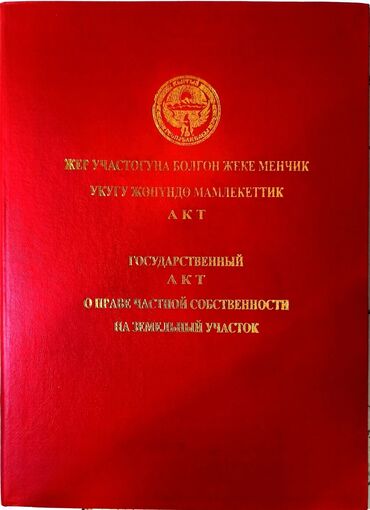 ЖЕР УЧАСТОГУНА БОЛГОН ЖЕКЕ МЕНЧИК
УКУГУ ЖӨНҮНДӨ МАМЛЕКЕТТИК
АКТ
ГОСУДАРСТВЕННЫЙ
АКТ
О ПРАВЕ ЧАСТНОЙ СОБСТВЕННОСТИ
НА ЗЕМЕЛЬНЫЙ УЧАСТОК